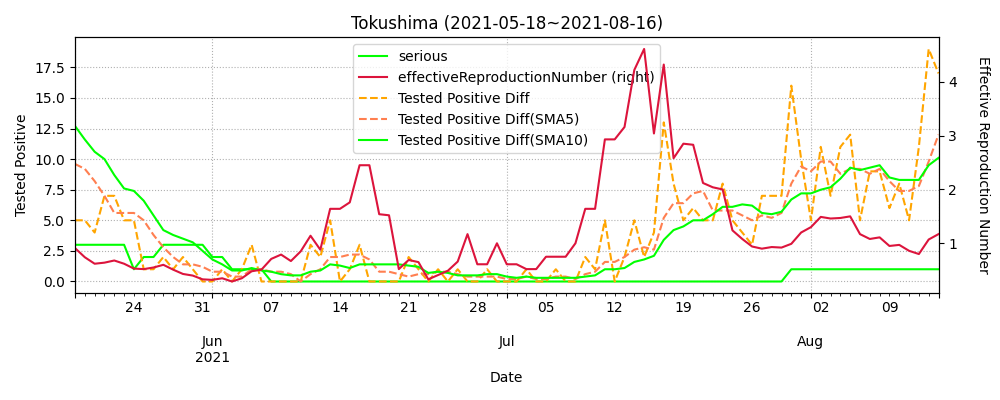 Tokushima (2021-05-18~2021-08-16)
serious
effectiveReproductionNumber (right)
Tested Positive Diff
Tested Positive Diff(SMA5)
Tested Positive Diff(SMA10)
Tested Positive
17.5
15.0
12.5
10.0
7.5
5.0
2.5
0.0
Effective Reproduction Number
4
3
2
1
24 31 07 14 21 28 05 12 19 26 02 09
Jun Jul Aug
2021
Date